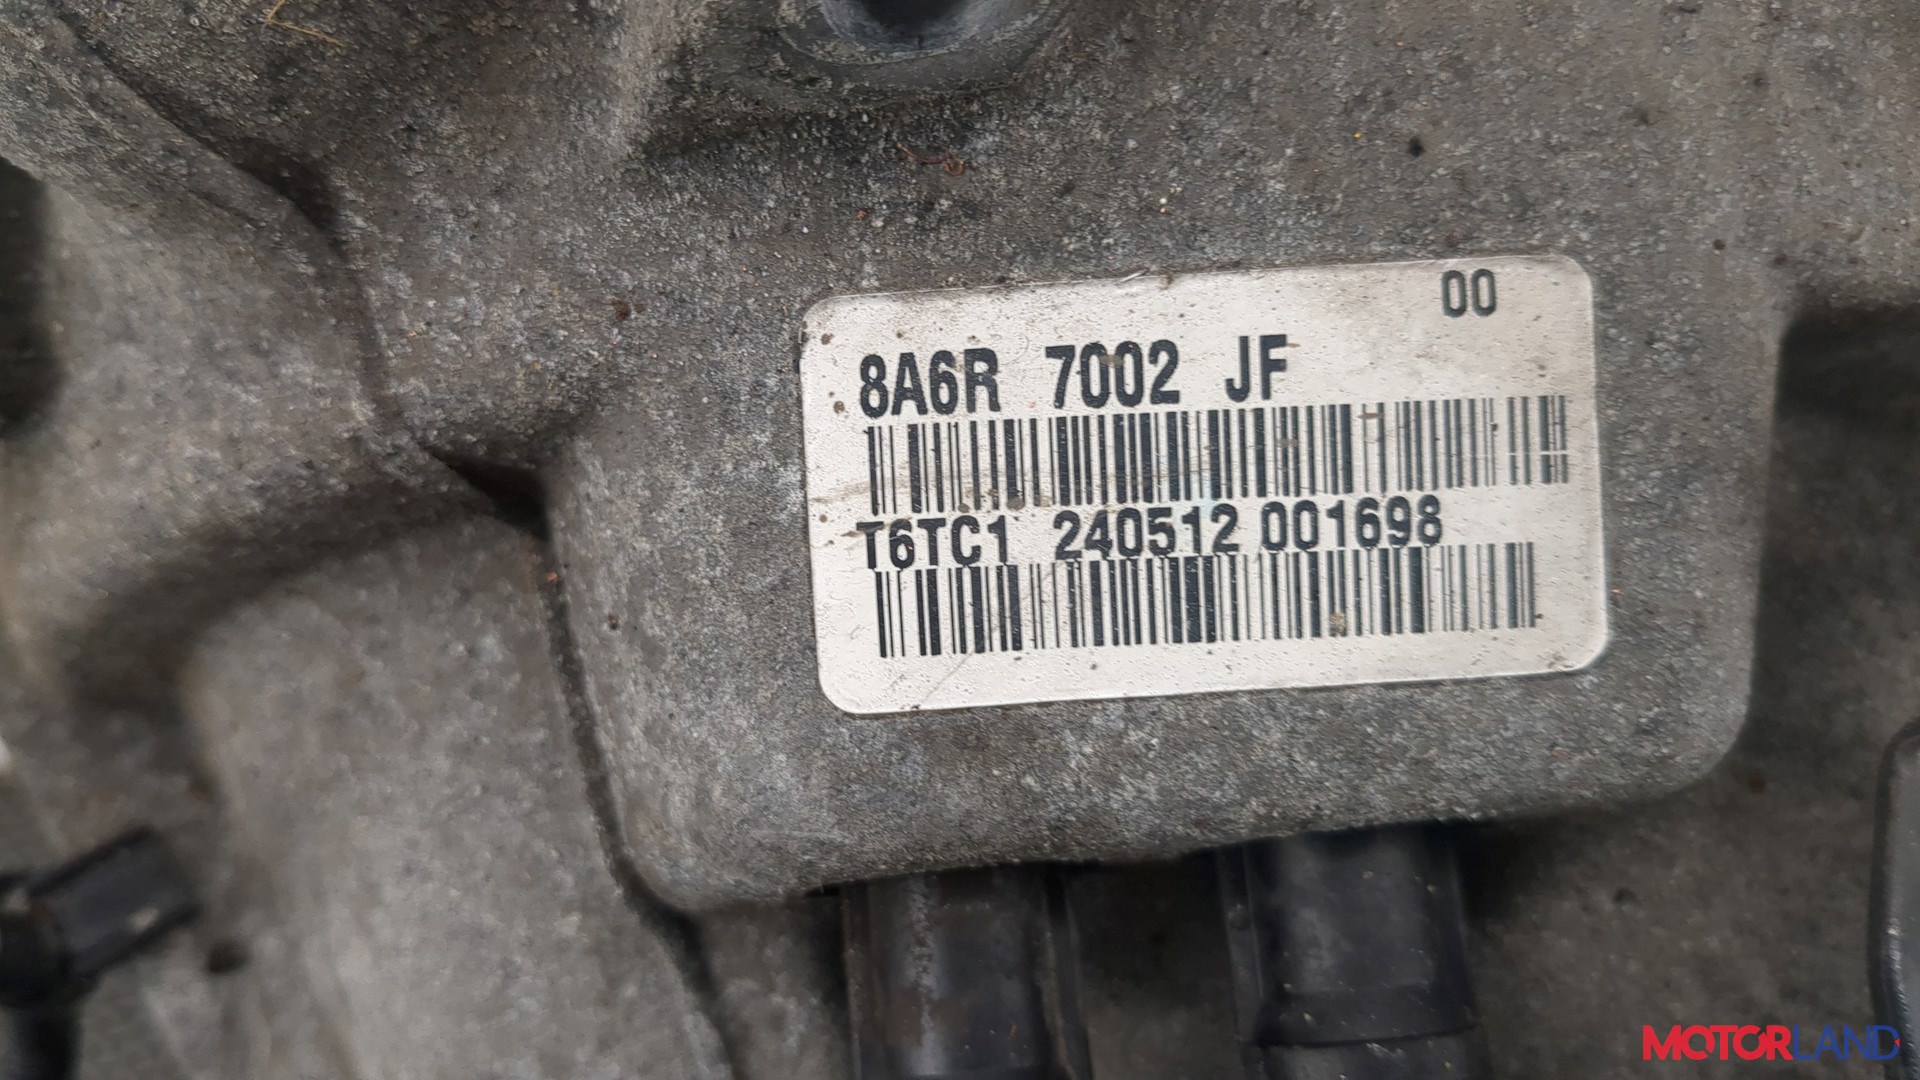 00
8A6R 7002 JF
T6TC1 240512 001698
MOTORLAND